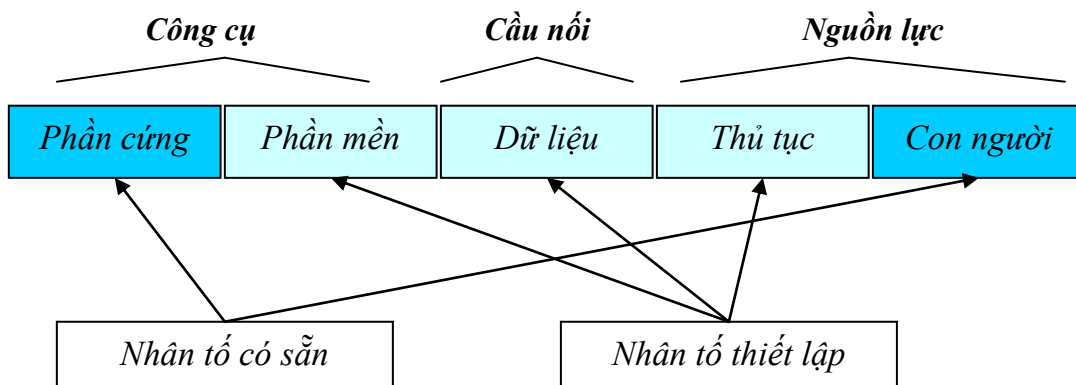 Công cụ Cầu nối Nguồn lực
Phần cứng Phần mền Dữ liệu Thủ tục Con người
Nhân tố có sẵn Nhân tố thiết lập